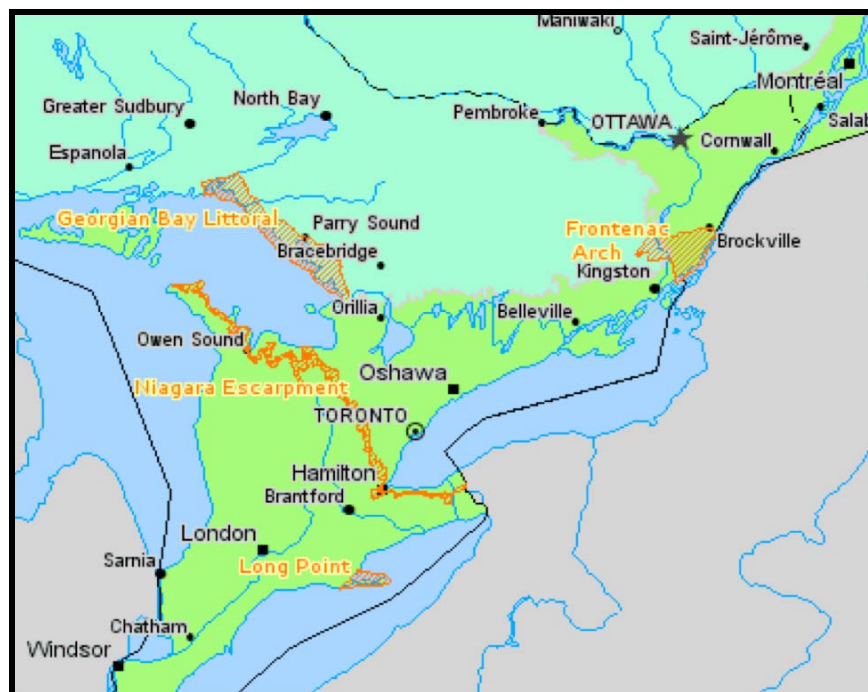 Maniwaki
Saint-Jérôme
Montréal
Greater Sudbury
North Bay
Pembroke
OTTAWA
Salab
Cornwall
Espanola
Georgian Bay Littoral
Parry Sound
Bracebridge
Frontenac
Arch
Brockville
Kingston
Orillia
Belleville
Owen Sound
Oshawa
Niagara Escarpment
TORONTO
Hamilton
Brantford
London
Long Point
Sarnia
Chatham
Windsor